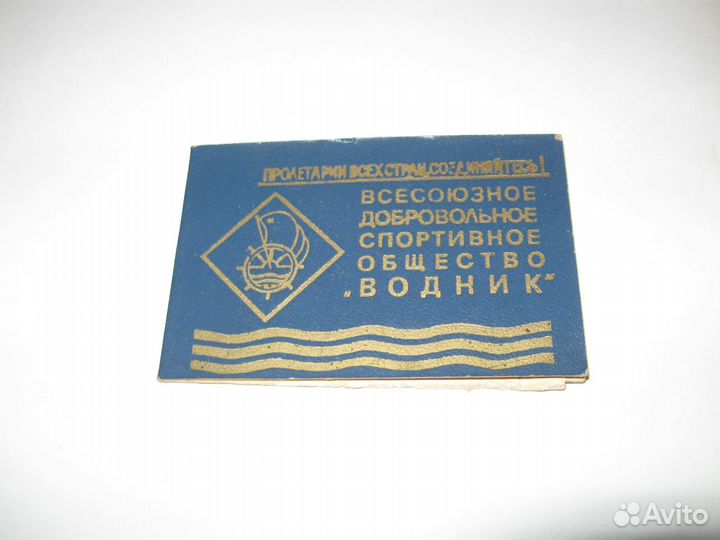 ПРОЛЕТАРИИ ВСЕХ СТРАН, СОЕДИНЯЙТЕСЬ!
ВСЕСОЮЗНОЕ
ДОБРОВОЛЬНОЕ
СПОРТИВНОЕ
ОБЩЕСТВО
„ВОДНИК"
Avito